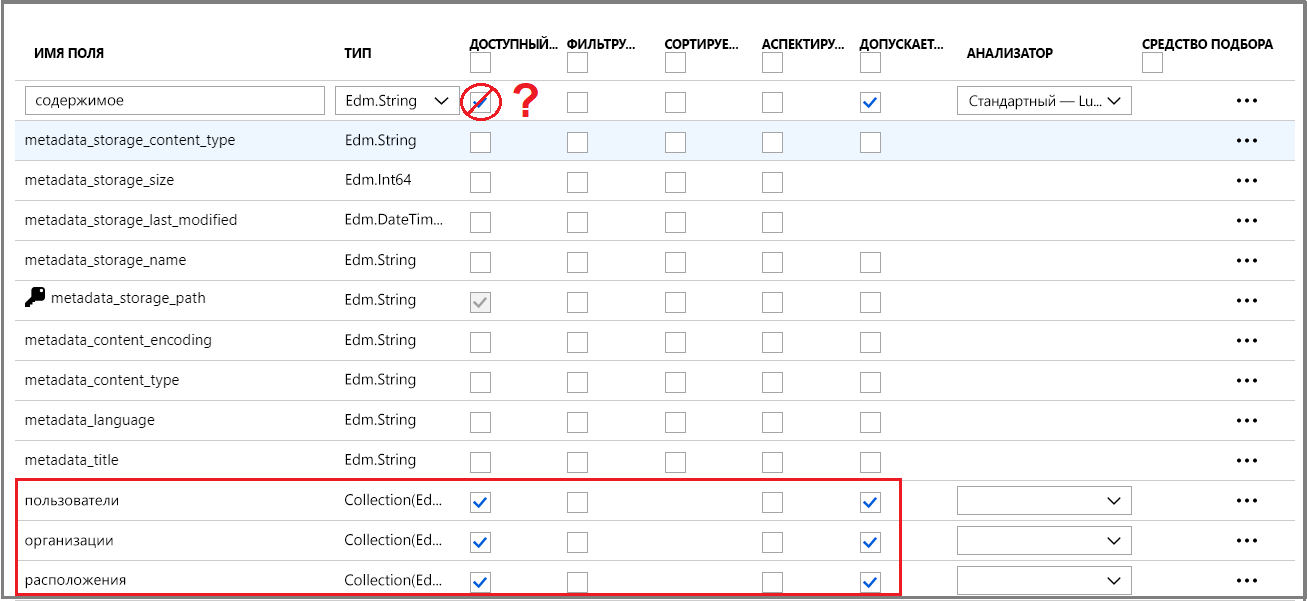 ИМЯ ПОЛЯ ТИП ДОСТУПНЫЙ... ФИЛЬТРУ... СОРТИРУЕ... АСПЕКТИРУ... ДОПУСКАЕТ... АНАЛИЗАТОР СРЕДСТВО ПОДБОРА
содержимое Edm.String ? Стандартный — Lu... •••
metadata_storage_content_type Edm.String •••
metadata_storage_size Edm.Int64 •••
metadata_storage_last_modified Edm.DateTim... •••
metadata_storage_name Edm.String •••
metadata_storage_path Edm.String •••
metadata_content_encoding Edm.String •••
metadata_content_type Edm.String •••
metadata_language Edm.String •••
metadata_title Edm.String •••
пользователи Collection(Ed... •••
организации Collection(Ed... •••
расположения Collection(Ed... •••